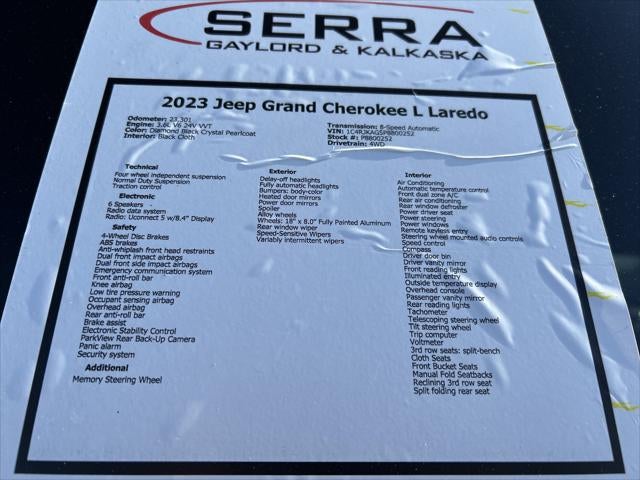 SERRA
GAYLORD & KALKASKA
2023 Jeep Grand Cherokee L Laredo
Odometer: 23,301
Engine: 3.6L V6 24V VVT
Color: Diamond Black Crystal Pearlcoat
Interior: Black Cloth
Transmission: 8-Speed Automatic
VIN: 1C4RJKAG5P8800252
Stock #: P8800252
Drivetrain: 4WD
Technical
Four wheel independent suspension
Normal Duty Suspension
Traction control
Electronic
6 Speakers -
Radio data system
Radio: Uconnect 5 w/8.4" Display
Safety
4-Wheel Disc Brakes
ABS brakes
Anti-whiplash front head restraints
Dual front impact airbags
Dual front side impact airbags
Emergency communication system
Front anti-roll bar
Knee airbag
Low tire pressure warning
Occupant sensing airbag
Overhead airbag
Rear anti-roll bar
Brake assist
Electronic Stability Control
ParkView Rear Back-Up Camera
Panic alarm
Security system
Additional
Memory Steering Wheel
Exterior
Delay-off headlights
Fully automatic headlights
Bumpers: body-color
Heated door mirrors
Power door mirrors
Spoiler
Alloy wheels
Wheels: 18" x 8.0" Fully Painted Aluminum
Rear window wiper
Speed-Sensitive Wipers
Variably intermittent wipers
Interior
Air Conditioning
Automatic temperature control
Front dual zone A/C
Rear air conditioning
Rear window defroster
Power driver seat
Power steering
Power windows
Remote keyless entry
Steering wheel mounted audio controls
Speed control
Compass
Driver door bin
Driver vanity mirror
Front reading lights
Illuminated entry
Outside temperature display
Overhead console
Passenger vanity mirror
Rear reading lights
Tachometer
Telescoping steering wheel
Tilt steering wheel
Trip computer
Voltmeter
3rd row seats: split-bench
Cloth Seats
Front Bucket Seats
Manual Fold Seatbacks
Reclining 3rd row seat
Split folding rear seat